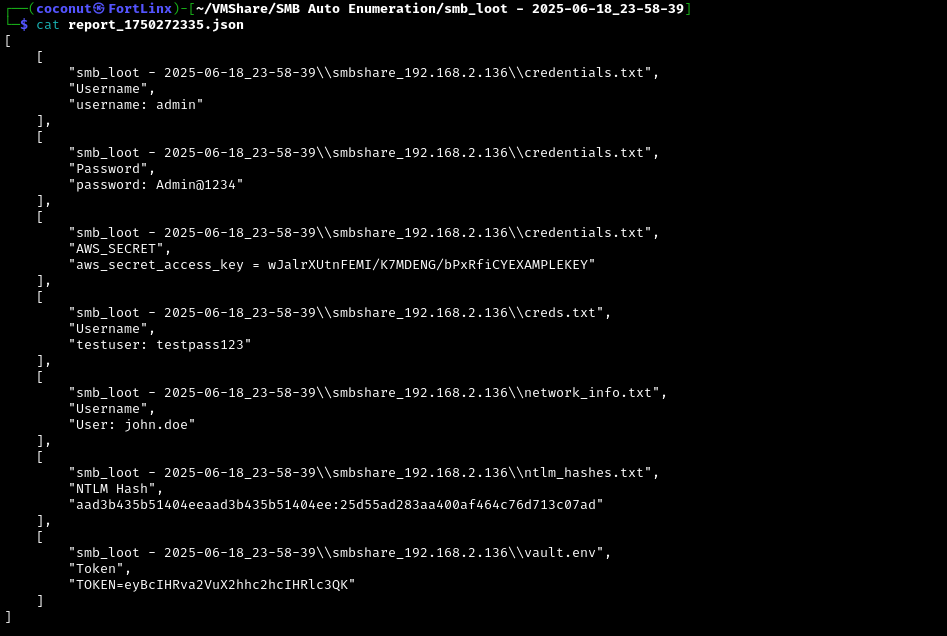 ┌──(coconut㉿FortLinx)-[~/VMShare/SMB Auto Enumeration/smb_loot - 2025-06-18_23-58-39]
└─$ cat report_1750272335.json
[
    [
        "smb_loot - 2025-06-18_23-58-39\\smbshare_192.168.2.136\\credentials.txt",
        "Username",
        "username: admin"
    ],
    [
        "smb_loot - 2025-06-18_23-58-39\\smbshare_192.168.2.136\\credentials.txt",
        "Password",
        "password: Admin@1234"
    ],
    [
        "smb_loot - 2025-06-18_23-58-39\\smbshare_192.168.2.136\\credentials.txt",
        "AWS_SECRET",
        "aws_secret_access_key = wJalrXUtnFEMI/K7MDENG/bPxRfiCYEXAMPLEKEY"
    ],
    [
        "smb_loot - 2025-06-18_23-58-39\\smbshare_192.168.2.136\\creds.txt",
        "Username",
        "testuser: testpass123"
    ],
    [
        "smb_loot - 2025-06-18_23-58-39\\smbshare_192.168.2.136\\network_info.txt",
        "Username",
        "User: john.doe"
    ],
    [
        "smb_loot - 2025-06-18_23-58-39\\smbshare_192.168.2.136\\ntlm_hashes.txt",
        "NTLM Hash",
        "aad3b435b51404eeaad3b435b51404ee:25d55ad283aa400af464c76d713c07ad"
    ],
    [
        "smb_loot - 2025-06-18_23-58-39\\smbshare_192.168.2.136\\vault.env",
        "Token",
        "TOKEN=eyBcIHRva2VuX2hhc2hcIHRlc3QK"
    ]
]